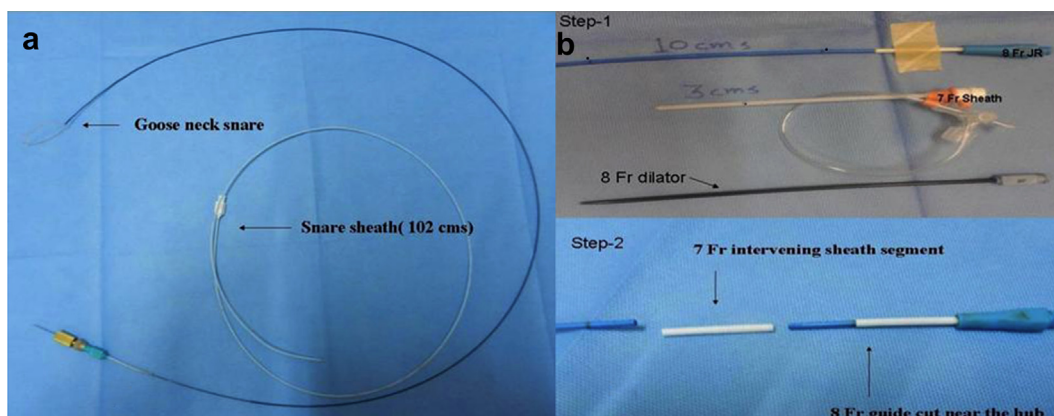 a
Goose neck snare
Snare sheath( 102 cms)
b
Step-1
10 cms
8 Fr JR
3 cms
7 Fr Sheath
8 Fr dilator
Step-2
7 Fr intervening sheath segment
8 Fr guide cut near the hub